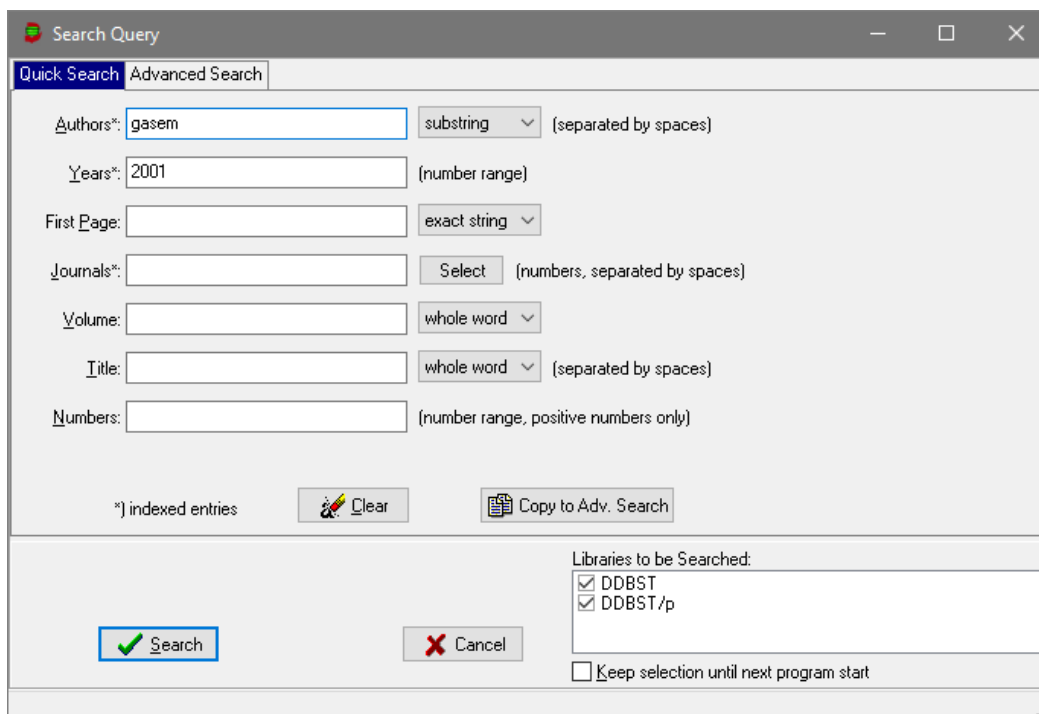 Search Query
Quick Search Advanced Search
Authors*: gasem substring (separated by spaces)
Years*: 2001 (number range)
First Page: exact string
Journals*: Select (numbers, separated by spaces)
Volume: whole word
Title: whole word (separated by spaces)
Numbers: (number range, positive numbers only)
*) indexed entries Clear Copy to Adv. Search
Libraries to be Searched:
DDBST
DDBST/p
Search Cancel
Keep selection until next program start